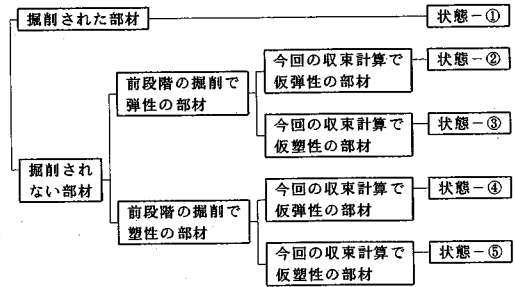 掘削された部材
状態-①
前段階の掘削で
弾性の部材
今回の収束計算で
仮弾性の部材
状態-②
今回の収束計算で
仮塑性の部材
状態-③
掘削され
ない部材
前段階の掘削で
塑性の部材
今回の収束計算で
仮弾性の部材
状態-④
今回の収束計算で
仮塑性の部材
状態-⑤